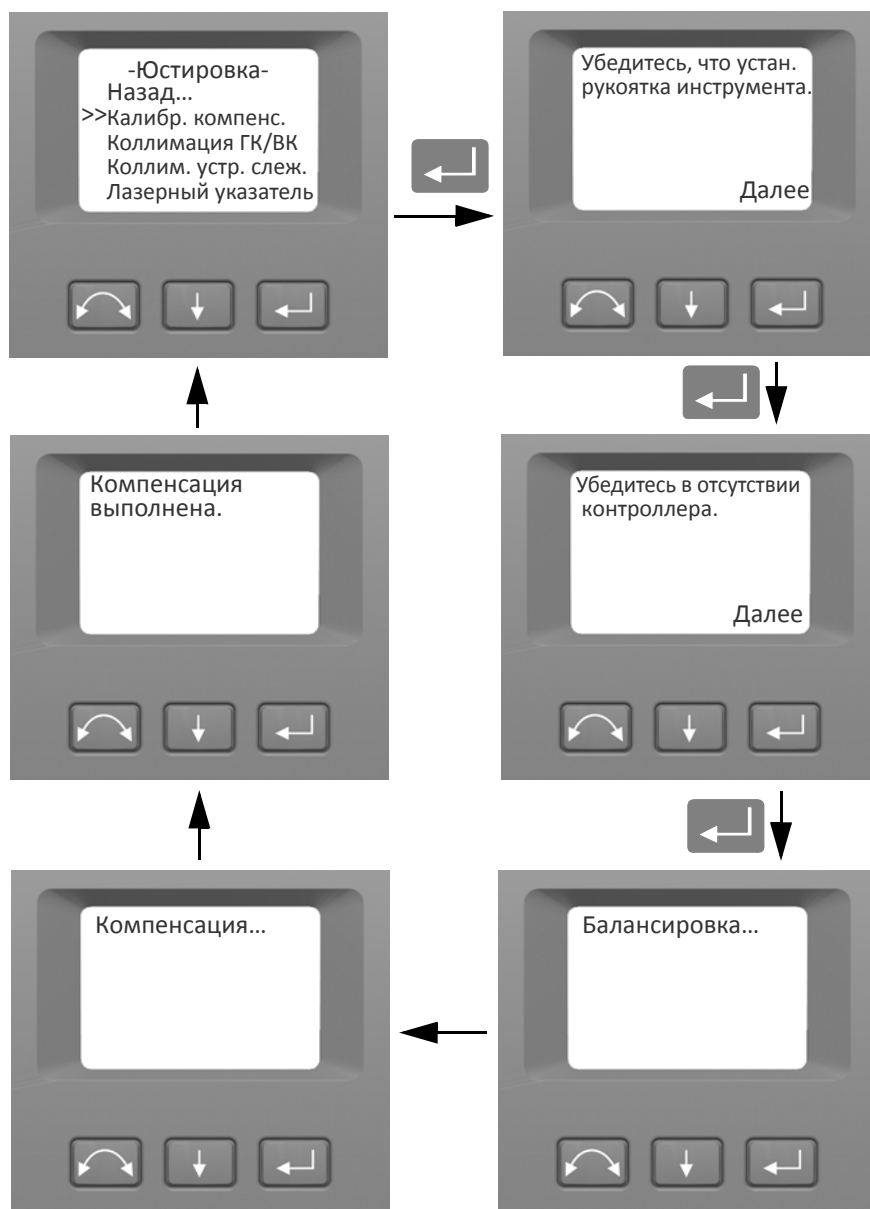 -Юстировка-
Назад...
>>Калибр. компенс.
Коллимация ГК/ВК
Коллим. устр. слеж.
Лазерный указатель
Убедитесь, что устан.
рукоятка инструмента.
Далее
Убедитесь в отсутствии
контроллера.
Далее
Балансировка...
Компенсация...
Компенсация
выполнена.